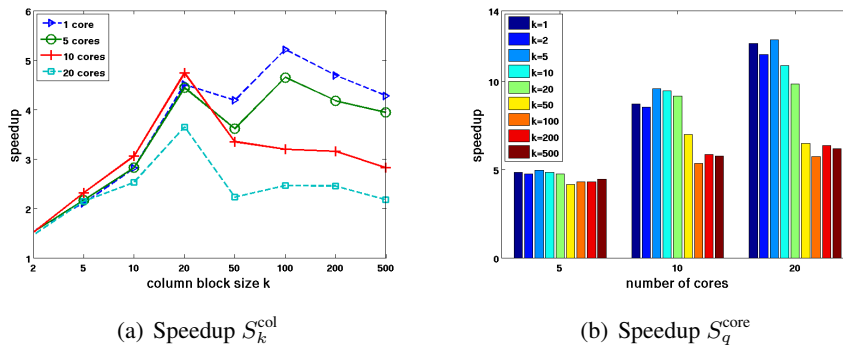 6
5
4
3
2
1
speedup
1 core
5 cores
10 cores
20 cores
2 5 10 20 50 100 200 500
column block size k
(a) Speedup S_k^col
14
10
5
0
speedup
k=1
k=2
k=5
k=10
k=20
k=50
k=100
k=200
k=500
5 10 20
number of cores
(b) Speedup S_q^core